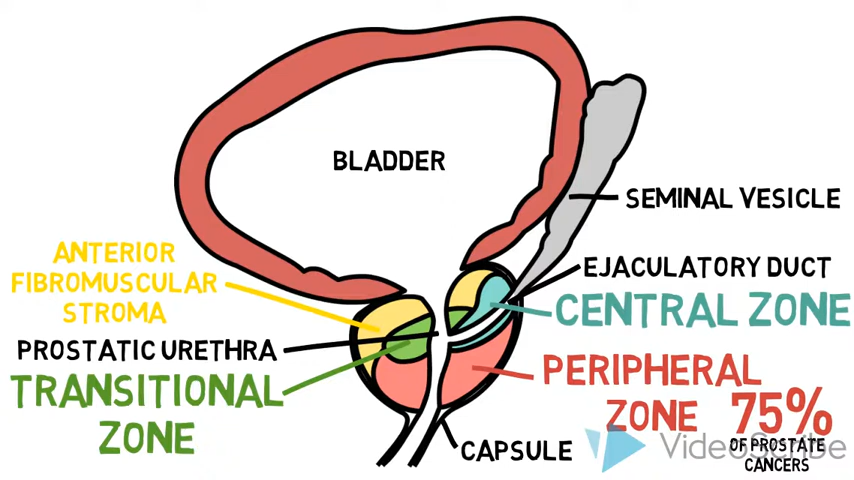 BLADDER
SEMINAL VESICLE
ANTERIOR
FIBROMUSCULAR
STROMA
EJACULATORY DUCT
CENTRAL ZONE
PROSTATIC URETHRA
TRANSITIONAL
ZONE
PERIPHERAL
ZONE
75%
OF PROSTATE
CANCERS
CAPSULE
VideoScribe